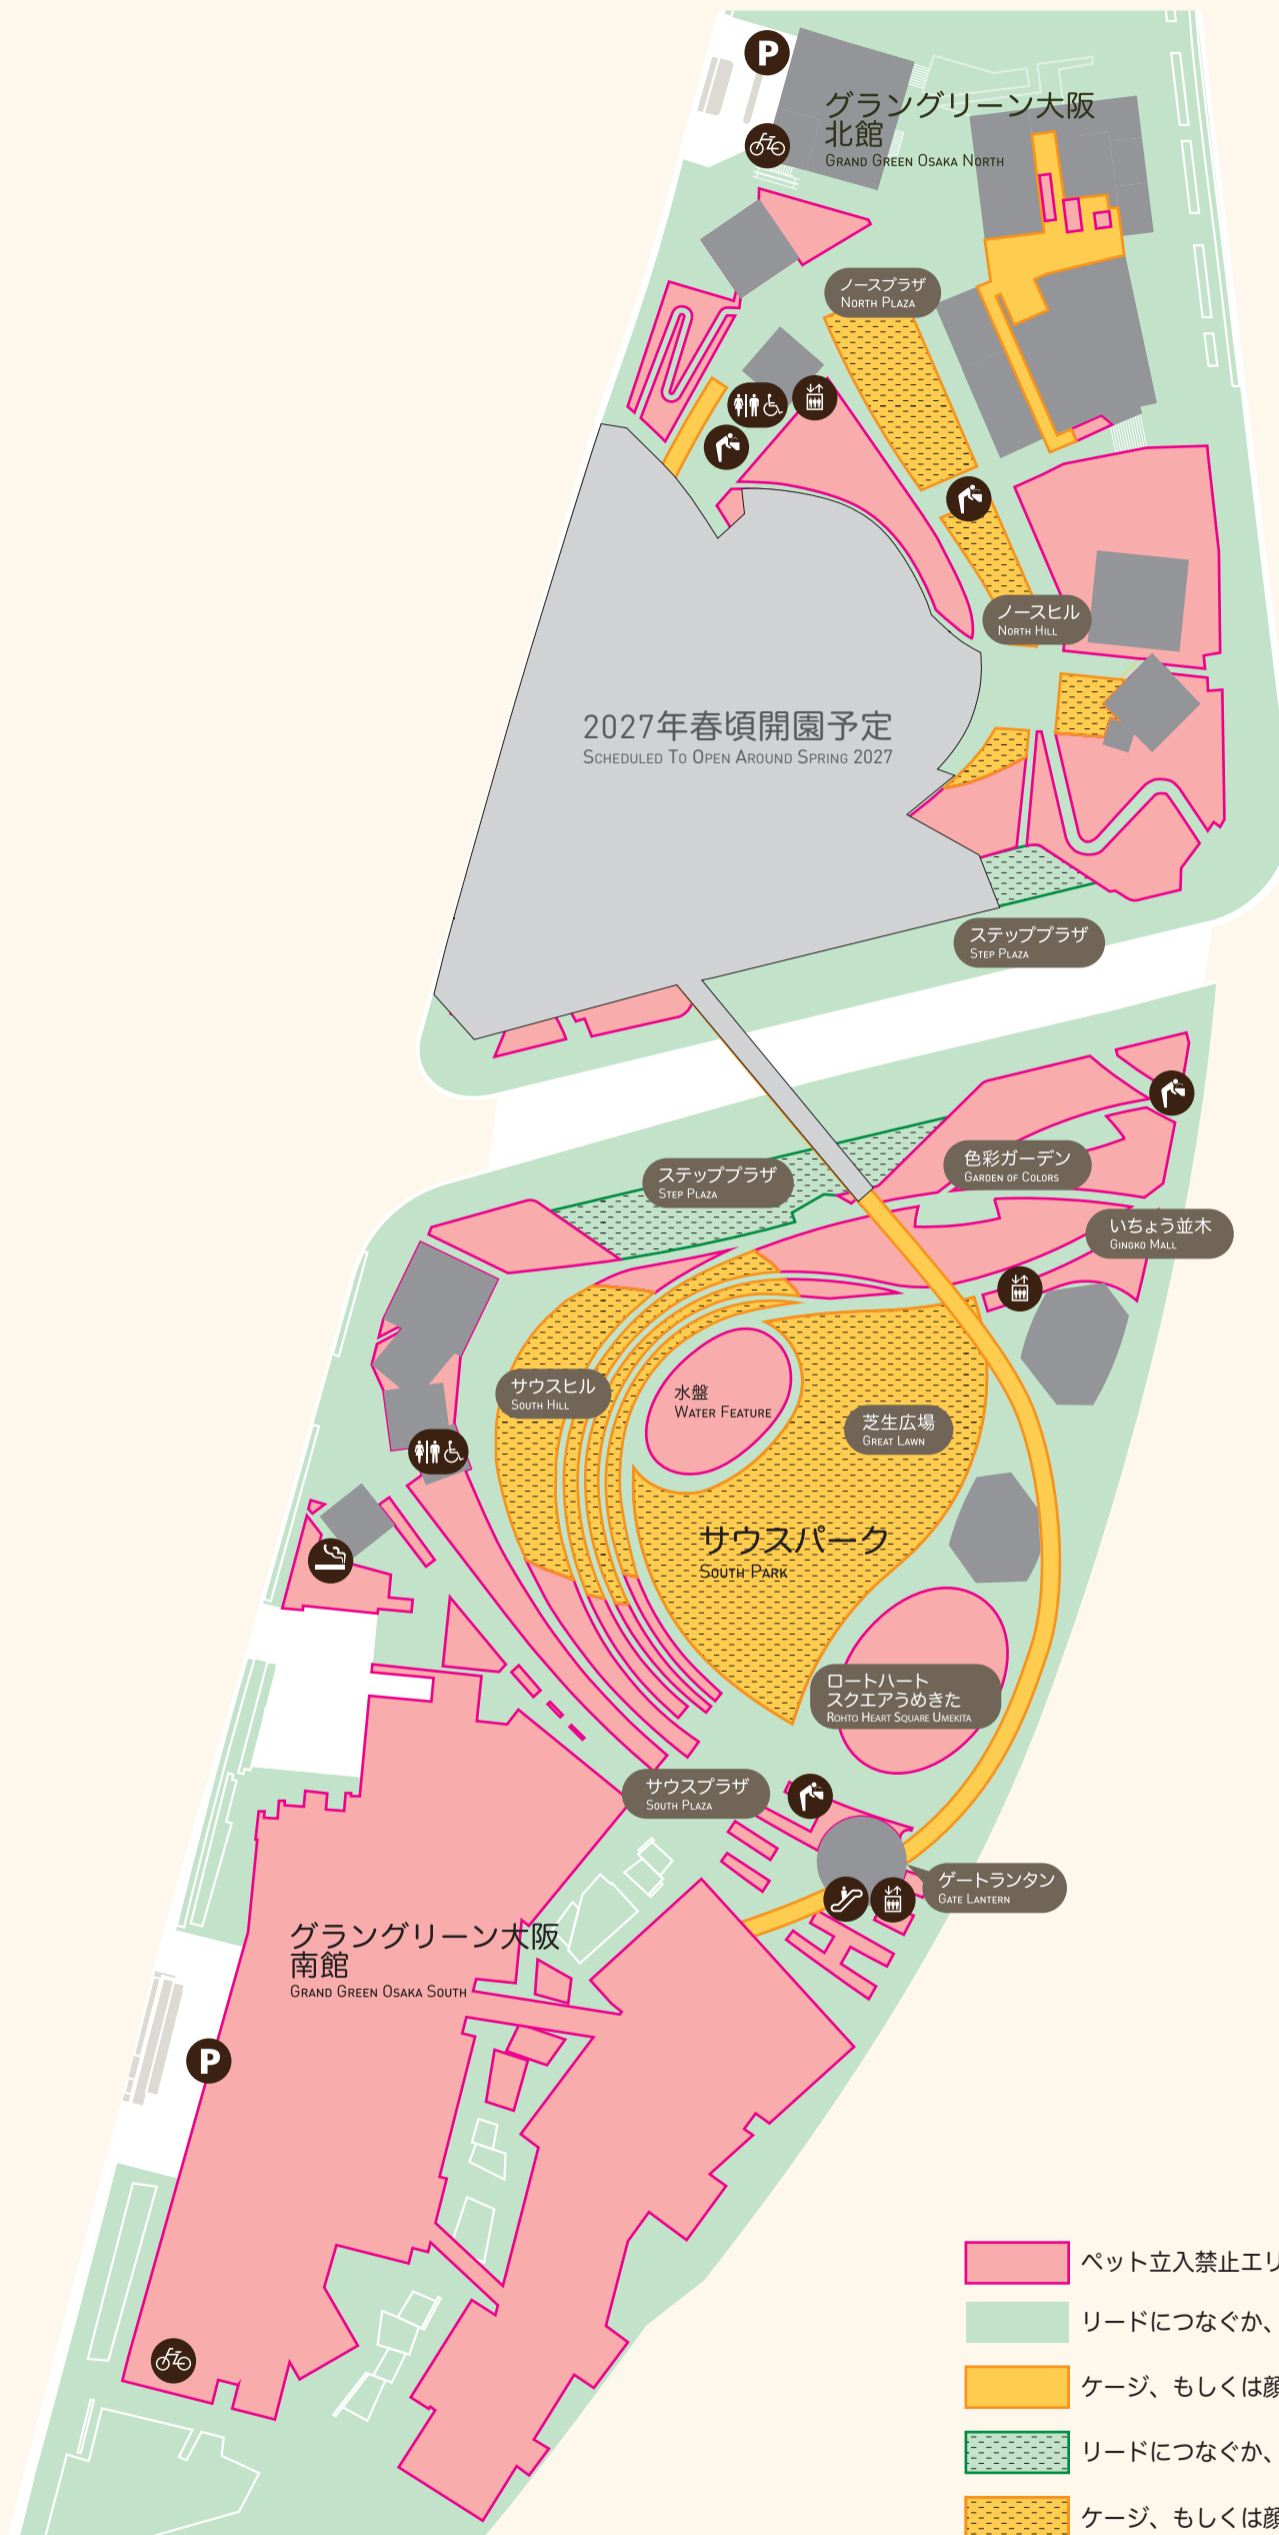 P
グラングリーン大阪
北館
GRAND GREEN OSAKA NORTH
ノースプラザ
NORTH PLAZA
ノースヒル
NORTH HILL
2027年春頃開園予定
SCHEDULED TO OPEN AROUND SPRING 2027
ステッププラザ
STEP PLAZA
色彩ガーデン
GARDEN OF COLORS
ステッププラザ
STEP PLAZA
いちょう並木
GINGKO MALL
サウスヒル
SOUTH HILL
水盤
WATER FEATURE
芝生広場
GREAT LAWN
サウスパーク
SOUTH PARK
ロートハート
スクエアうめきた
ROHTO HEART SQUARE UMEKITA
サウスプラザ
SOUTH PLAZA
ゲートランタン
GATE LANTERN
グラングリーン大阪
南館
GRAND GREEN OSAKA SOUTH
P
ペット立入禁止エリ
リードにつなぐか、
ケージ、もしくは顔
リードにつなぐか、
ケージ、もしくは顔